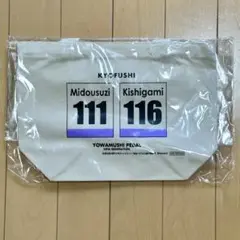 KYOFUSHI
Midousuzi Kishigami
111 116
YOWAMUSHI PEDAL